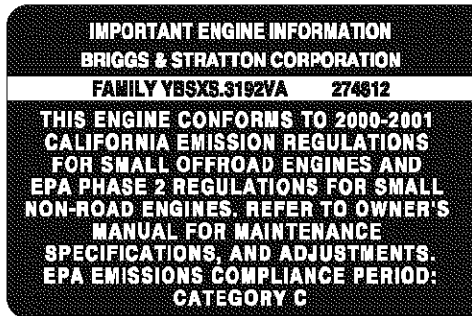 IMPORTANT ENGINE INFORMATION
BRIGGS & STRATTON CORPORATION
FAMILY YBSXS.3192VA 274612
THIS ENGINE CONFORMS TO 2000-2001
CALIFORNIA EMISSION REGULATIONS
FOR SMALL OFFROAD ENGINES AND
EPA PHASE 2 REGULATIONS FOR SMALL
NON-ROAD ENGINES. REFER TO OWNER'S
MANUAL FOR MAINTENANCE
SPECIFICATIONS, AND ADJUSTMENTS.
EPA EMISSIONS COMPLIANCE PERIOD:
CATEGORY C